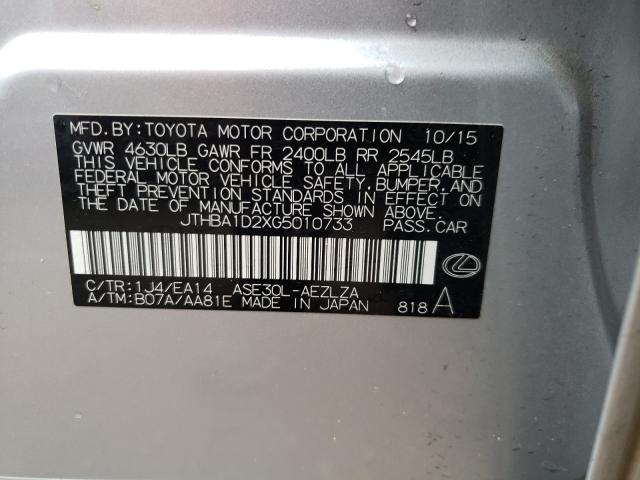 MFD. BY: TOYOTA MOTOR CORPORATION 10/15
GVWR 4630LB GAWR FR 2400LB RR 2545LB
THIS VEHICLE CONFORMS TO ALL APPLICABLE
FEDERAL MOTOR VEHICLE SAFETY, BUMPER, AND
THEFT PREVENTION STANDARDS IN EFFECT ON
THE DATE OF MANUFACTURE SHOWN ABOVE.
JTHBA1D2XG5010733 PASS.CAR
C/TR: 1J4/EA14 ASE30L-AEZLZA
A/TM: B07A/AA81E MADE IN JAPAN 818 A